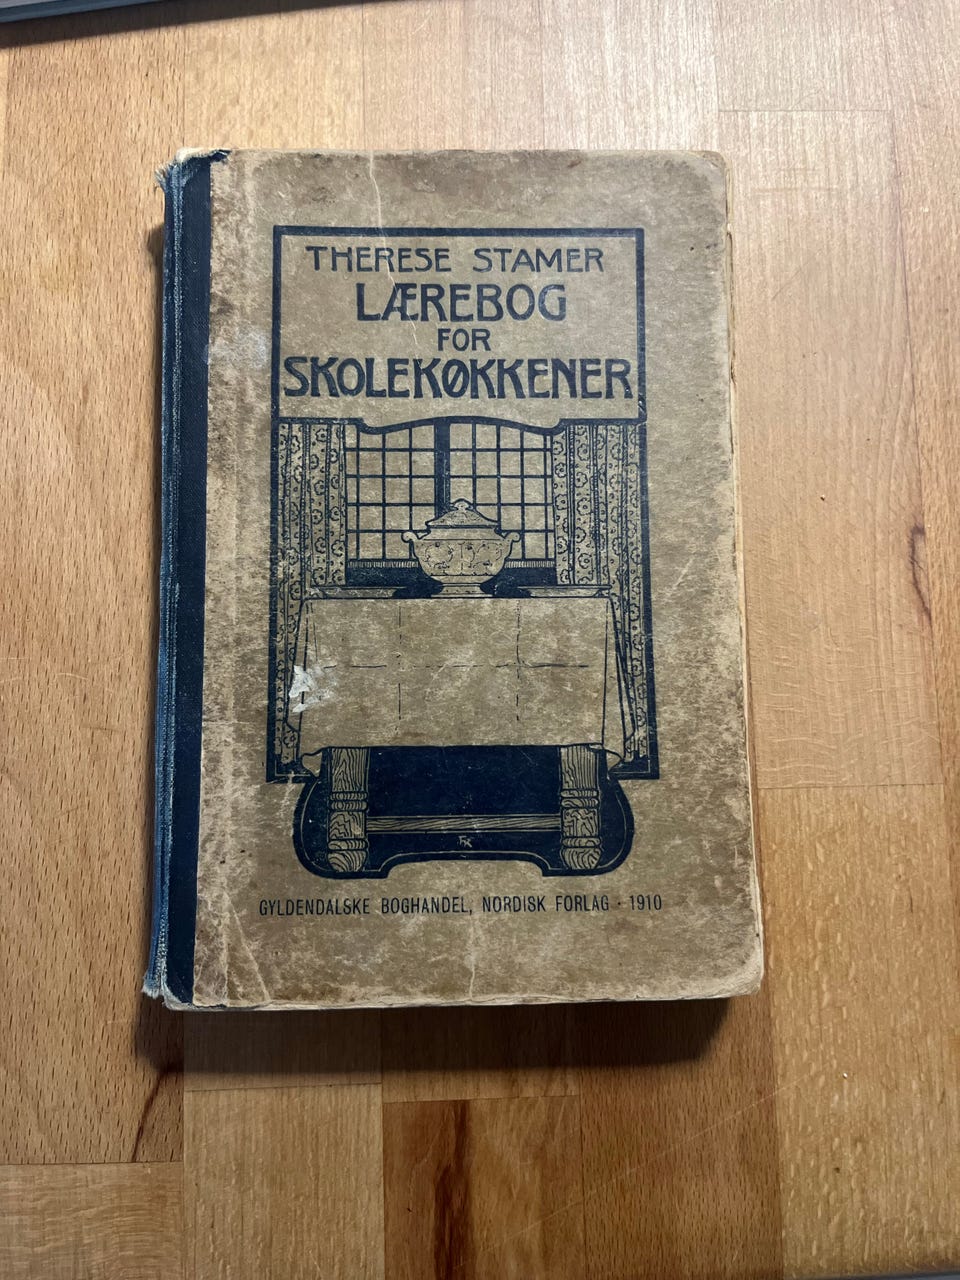 THERESE STAMER
LÆREBOG
FOR
SKOLEKØKKENER
GYLDENDALSKE BOGHANDEL, NORDISK FORLAG · 1910